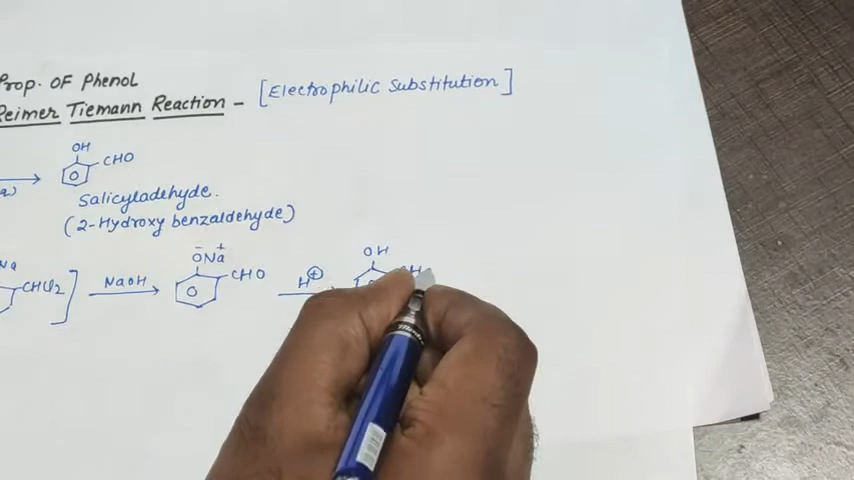 Prop. OF Phenol
Reimer Tiemann Reaction - [Electrophilic Substitution]
OH
CHO
Salicyladehyde.
(2-Hydroxy benzaldehyde)
CHCl2] NaOH
ONa
CHO
H+
OH